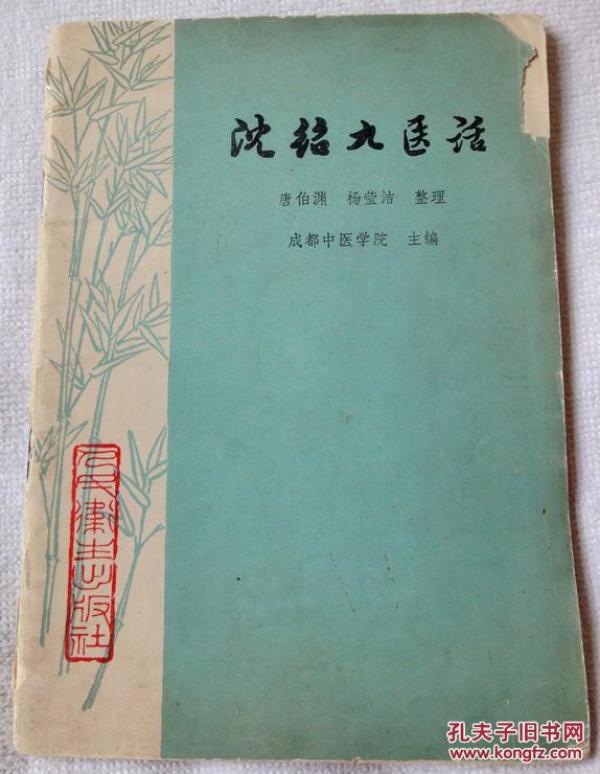 沈绍九医话
唐伯渊 杨莹洁 整理
成都中医学院 主编
人民卫生出版社
孔夫子旧书网
www.kongfz.com